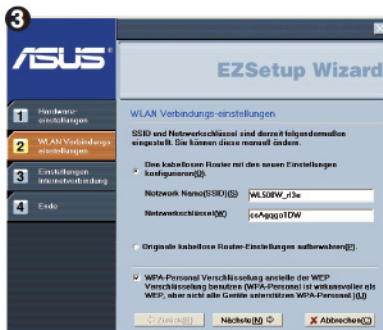 3
ASUS
EZSetup Wizard
1 Hardware-
einstellungen
2 WLAN Verbindungs
einstellungen
3 Einstellungen
Internetverbindung
4 Ende
WLAN Verbindungs-einstellungen
SSID und Netzwerkschlüssel sind derzeit folgendermaßen
eingestellt. Sie können diese manuell ändern.
Den kabellosen Router mit den neuen Einstellungen
konfigurieren(O).
Netzwerk Name(SSID)(S) WL500W_rl3e
Netzwerkschlüssel(W)
Originale kabellose Router-Einstellungen aufbewahren(P).
WPA-Personal Verschlüsselung anstelle der WEP
Verschlüsselung benutzen (WPA-Personal ist wirkungsvoller als
WEP, aber nicht alle Geräte unterstützen WPA-Personal)(U)
Zurück(B)
Nächste(N)
Abbrechen(C)